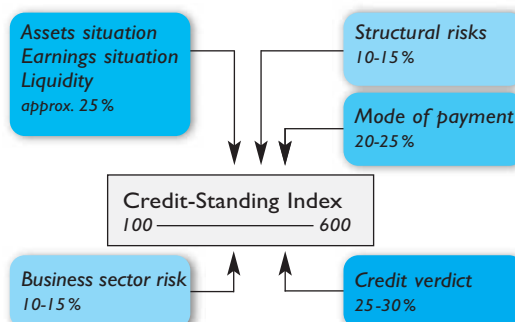 Assets situation
Earnings situation
Liquidity
approx. 25 %
Structural risks
10-15 %
Mode of payment
20-25 %
Credit-Standing Index
100 600
Business sector risk
10-15 %
Credit verdict
25-30 %